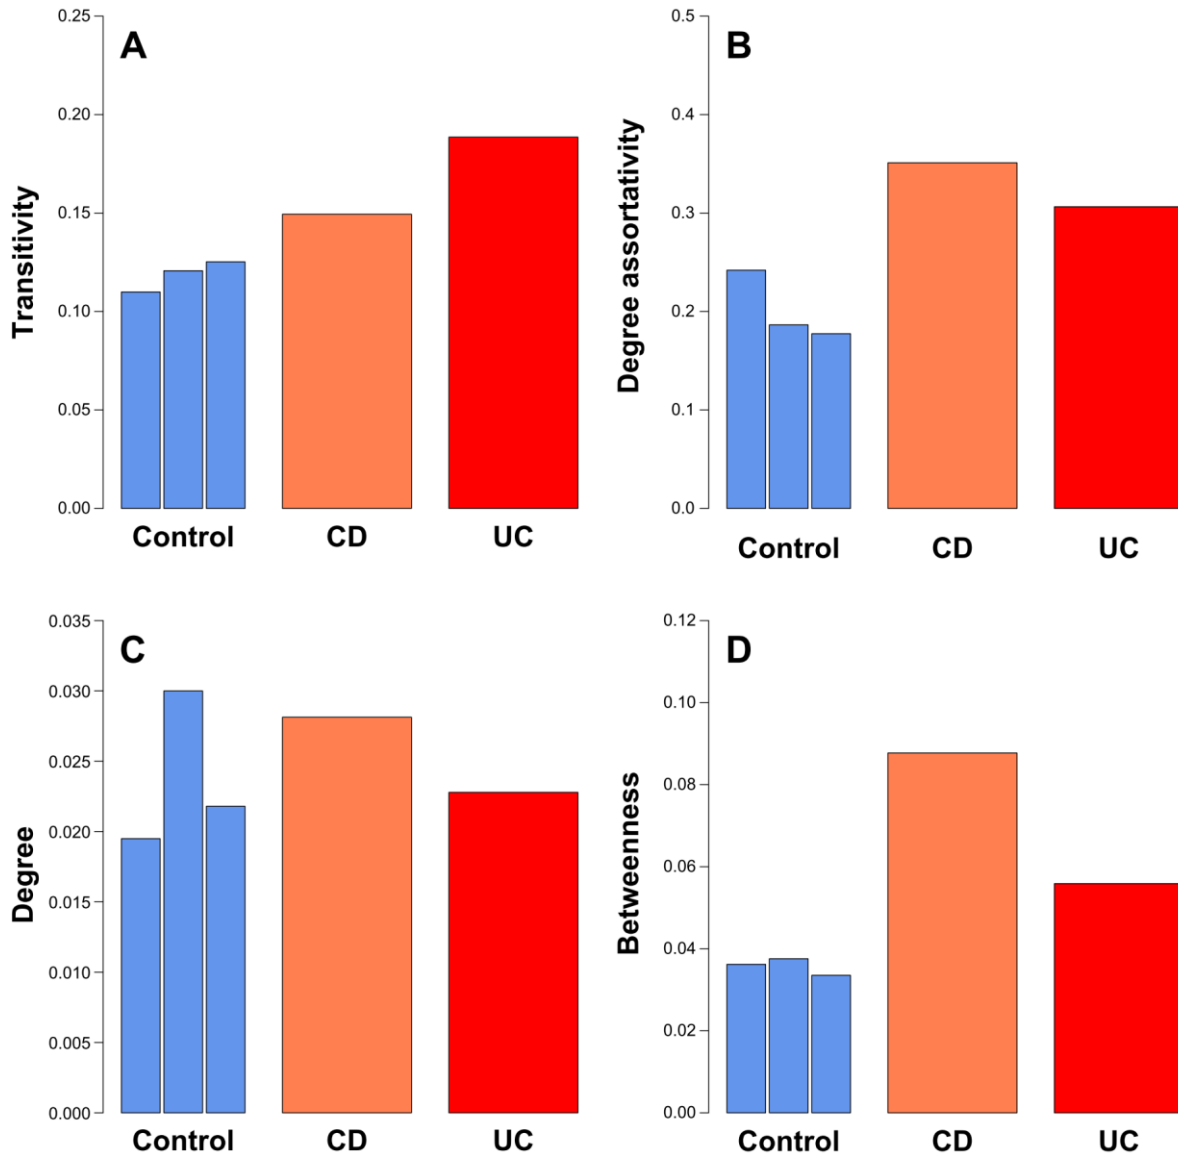 A
Transitivity
0.25
0.20
0.15
0.10
0.05
0.00
Control
CD
UC
B
Degree assortativity
0.5
0.4
0.3
0.2
0.1
0.0
Control
CD
UC
C
Degree
0.035
0.030
0.025
0.020
0.015
0.010
0.005
0.000
Control
CD
UC
D
Betweenness
0.12
0.10
0.08
0.06
0.04
0.02
0.00
Control
CD
UC